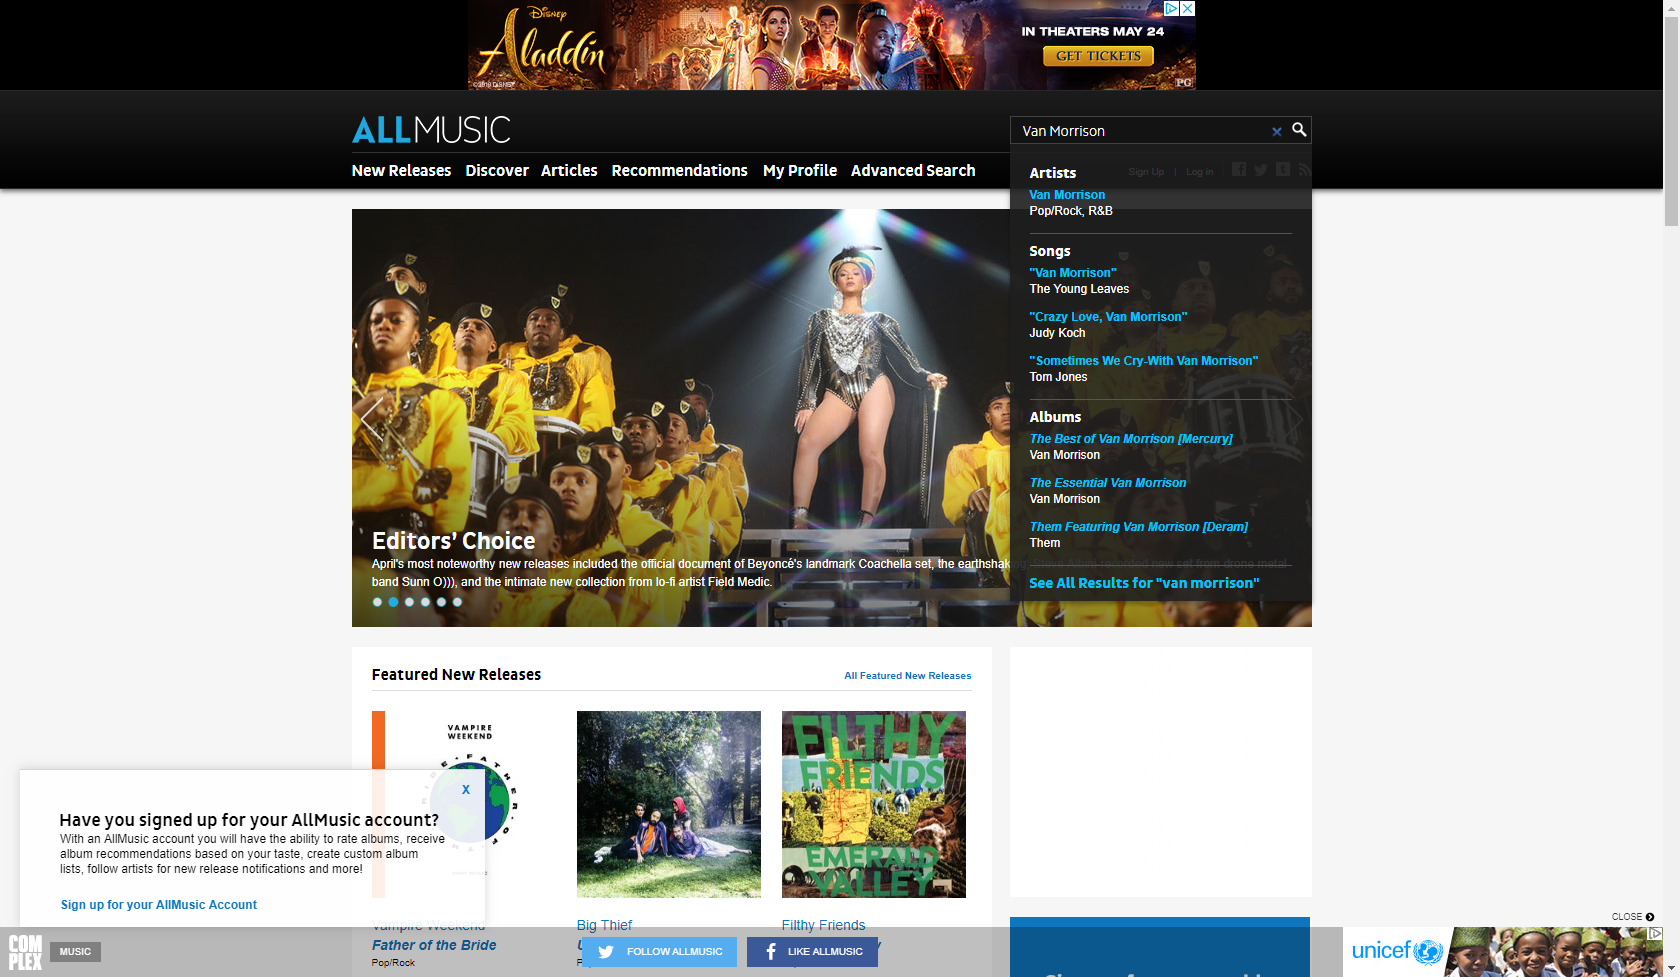 Disney
Aladdin
©2019 DISNEY
IN THEATERS MAY 24
GET TICKETS
PG
ALLMUSIC
Van Morrison
New Releases Discover Articles Recommendations My Profile Advanced Search
Sign Up | Log in
Artists
Van Morrison
Pop/Rock, R&B
Songs
"Van Morrison"
The Young Leaves
"Crazy Love, Van Morrison"
Judy Koch
"Sometimes We Cry-With Van Morrison"
Tom Jones
Albums
The Best of Van Morrison [Mercury]
Van Morrison
The Essential Van Morrison
Van Morrison
Them Featuring Van Morrison [Deram]
Them
See All Results for "van morrison"
Editors' Choice
April's most noteworthy new releases included the official document of Beyoncé's landmark Coachella set, the new set from drone metal
band Sunn O))), and the intimate new collection from lo-fi artist Field Medic.
Featured New Releases
All Featured New Releases
VAMPIRE
WEEKEND
FILTHY
FRIENDS
EMERALD
VALLEY
X
Have you signed up for your AllMusic account?
With an AllMusic account you will have the ability to rate albums, receive
album recommendations based on your taste, create custom album
lists, follow artists for new release notifications and more!
Sign up for your AllMusic Account
Vampire Weekend
Father of the Bride
Pop/Rock
Big Thief
Filthy Friends
COMPLEX
MUSIC
FOLLOW ALLMUSIC
LIKE ALLMUSIC
CLOSE
unicef